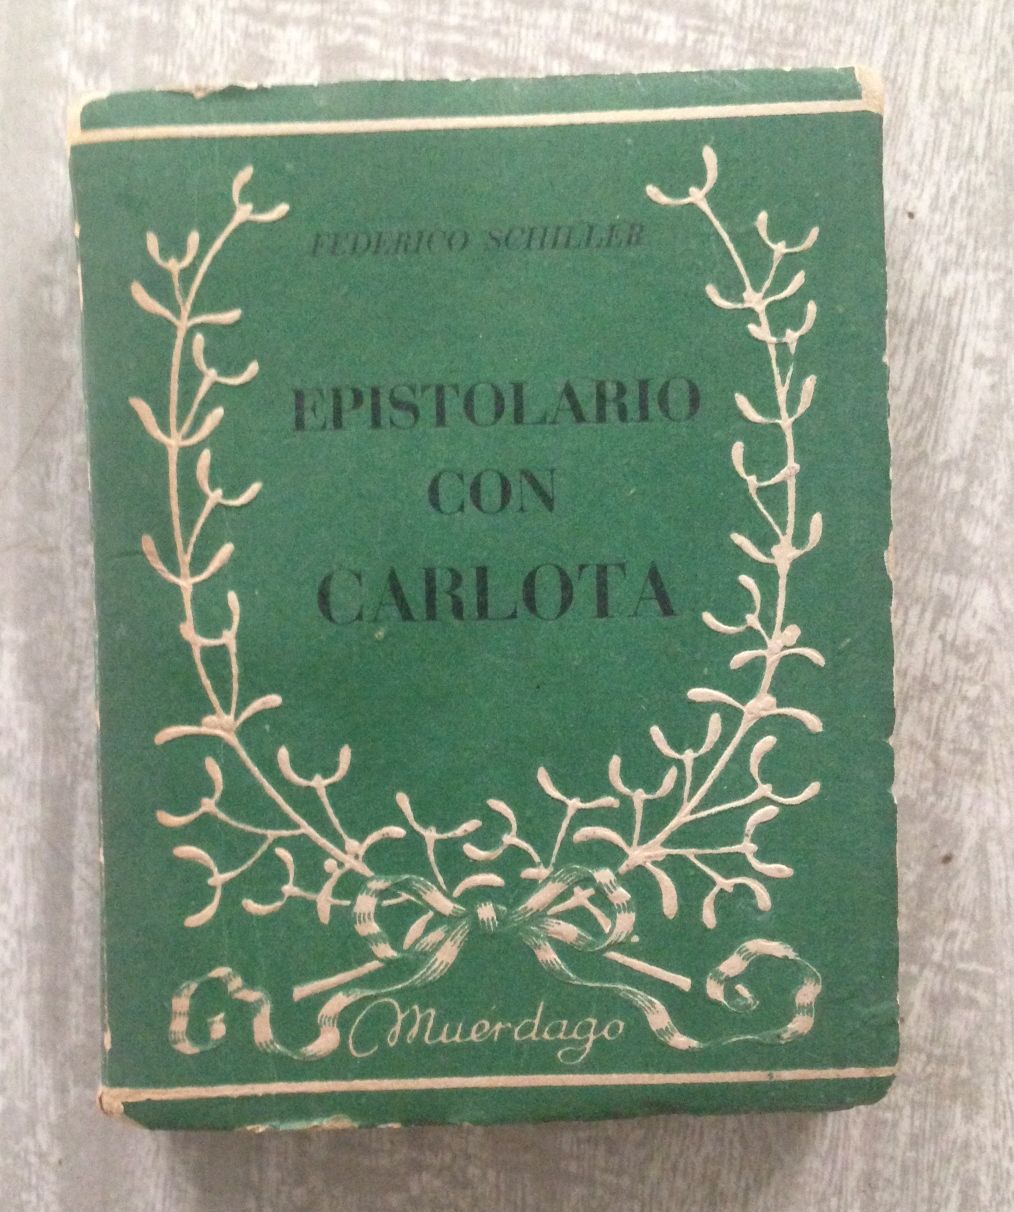 FEDERICO SCHILLER
EPISTOLARIO
CON
CARLOTA
Muérdago